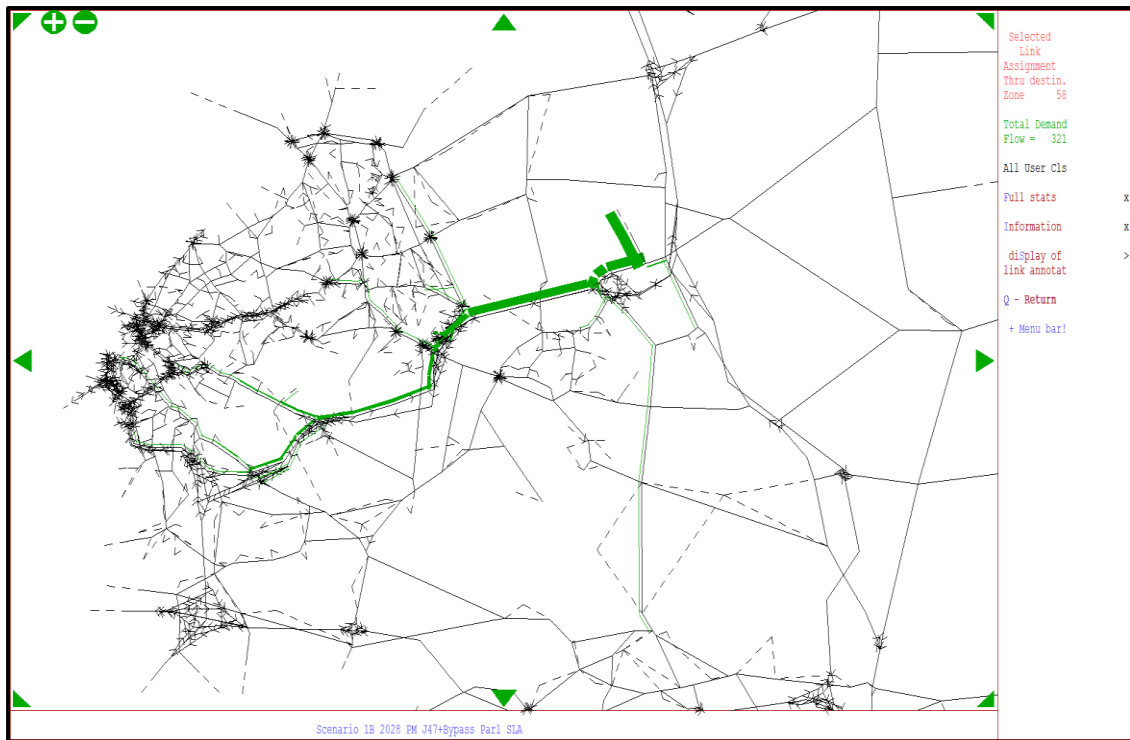 Selected
Link
Assignment
Thru destin.
Zone 58
Total Demand
Flow = 321
All User Cls
Full stats x
Information x
diSplay of >
link annotat
Q - Return
+ Menu bar!
Scenario 1B 2028 PM J47+Bypass Par1 SLA